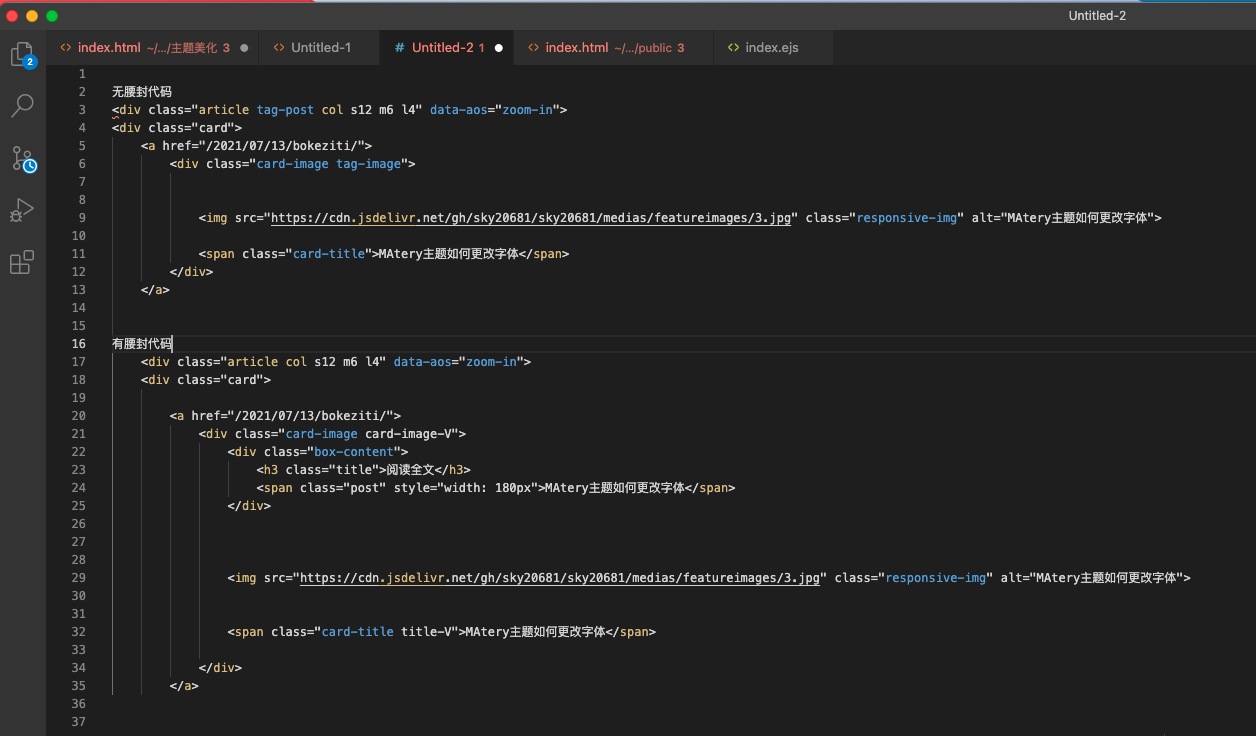 Untitled-2
index.html ~/.../主题美化 3
Untitled-1
# Untitled-2 1
index.html ~/.../public 3
index.ejs
2
1
2 无腰封代码
3 <div class="article tag-post col s12 m6 l4" data-aos="zoom-in">
4 <div class="card">
5 <a href="/2021/07/13/bokeziti/">
6 <div class="card-image tag-image">
7
8
9 <img src="https://cdn.jsdelivr.net/gh/sky20681/sky20681/medias/featureimages/3.jpg" class="responsive-img" alt="MAtery主题如何更改字体">
10
11 <span class="card-title">MAtery主题如何更改字体</span>
12 </div>
13 </a>
14
15
16 有腰封代码
17 <div class="article col s12 m6 l4" data-aos="zoom-in">
18 <div class="card">
19
20 <a href="/2021/07/13/bokeziti/">
21 <div class="card-image card-image-V">
22 <div class="box-content">
23 <h3 class="title">阅读全文</h3>
24 <span class="post" style="width: 180px">MAtery主题如何更改字体</span>
25 </div>
26
27
28
29 <img src="https://cdn.jsdelivr.net/gh/sky20681/sky20681/medias/featureimages/3.jpg" class="responsive-img" alt="MAtery主题如何更改字体">
30
31
32 <span class="card-title title-V">MAtery主题如何更改字体</span>
33
34 </div>
35 </a>
36
37